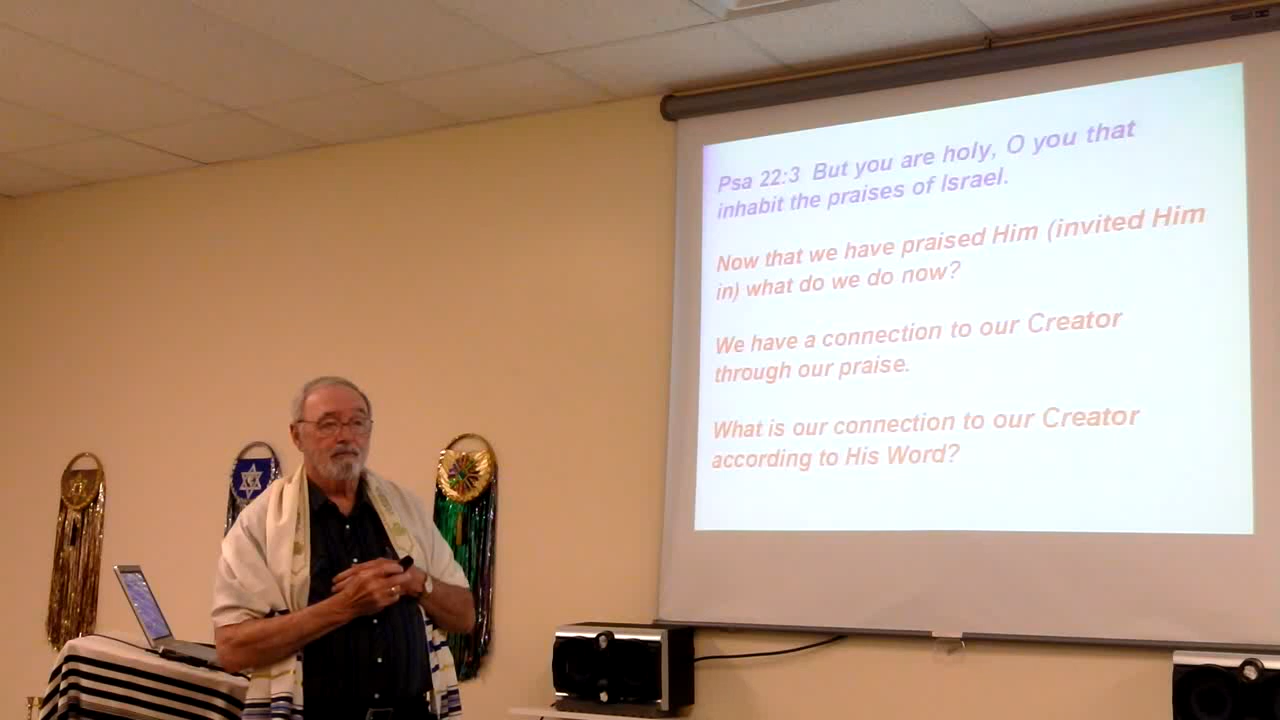 Psa 22:3 But you are holy, O you that
inhabit the praises of Israel.
Now that we have praised Him (invited Him
in) what do we do now?
We have a connection to our Creator
through our praise.
What is our connection to our Creator
according to His Word?